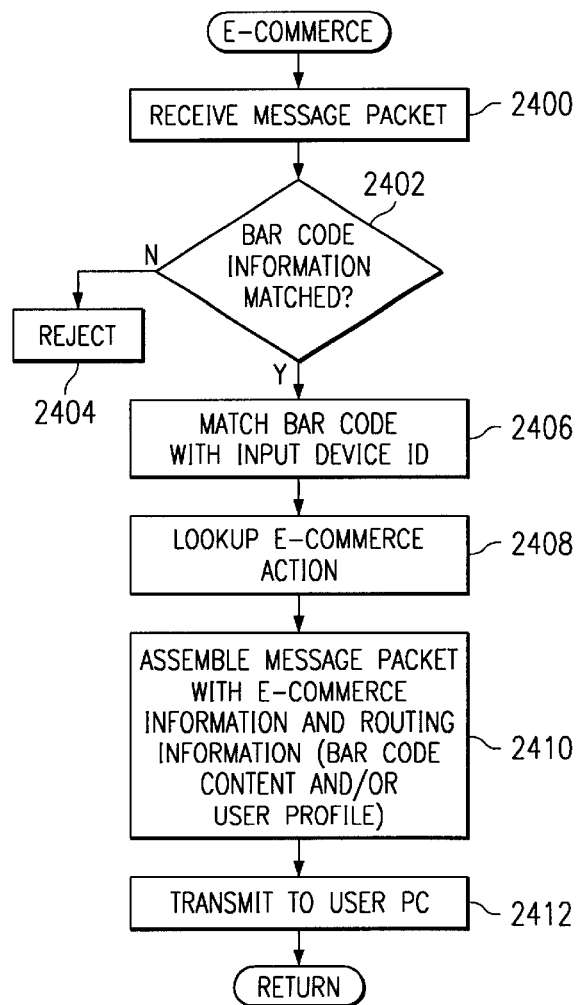 E-COMMERCE
RECEIVE MESSAGE PACKET
2400
2402
BAR CODE
INFORMATION
MATCHED?
N
REJECT
2404
Y
MATCH BAR CODE
WITH INPUT DEVICE ID
2406
LOOKUP E-COMMERCE
ACTION
2408
ASSEMBLE MESSAGE PACKET
WITH E-COMMERCE
INFORMATION AND ROUTING
INFORMATION (BAR CODE
CONTENT AND/OR
USER PROFILE)
2410
TRANSMIT TO USER PC
2412
RETURN